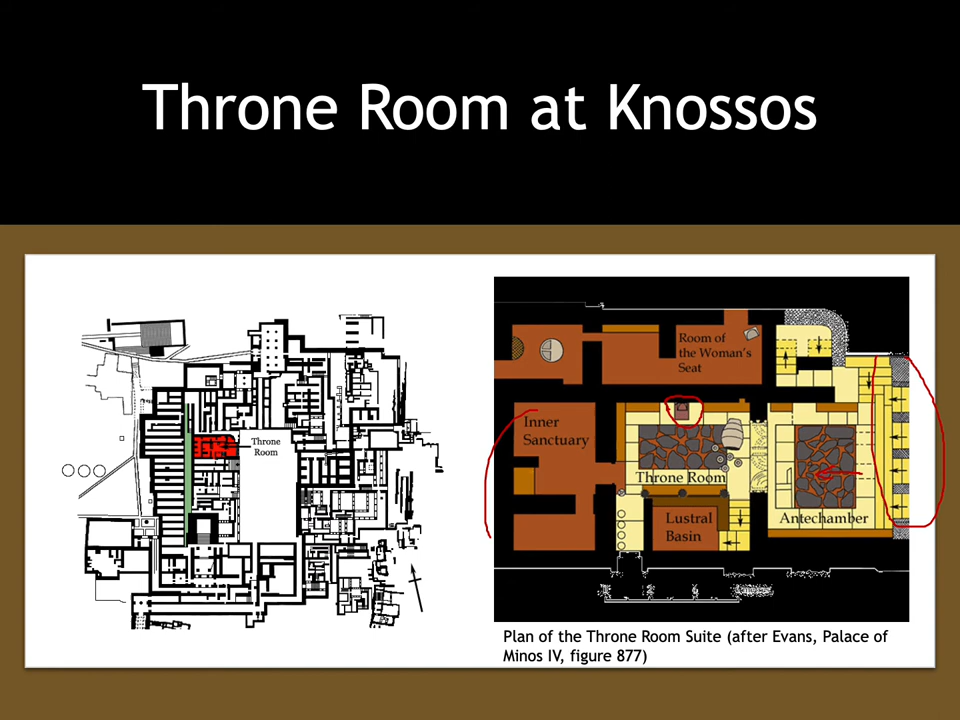 Throne Room at Knossos
Throne
Room
Room of
the Woman's
Seat
Inner
Sanctuary
Throne Room
Lustral
Basin
Antechamber
Plan of the Throne Room Suite (after Evans, Palace of
Minos IV, figure 877)